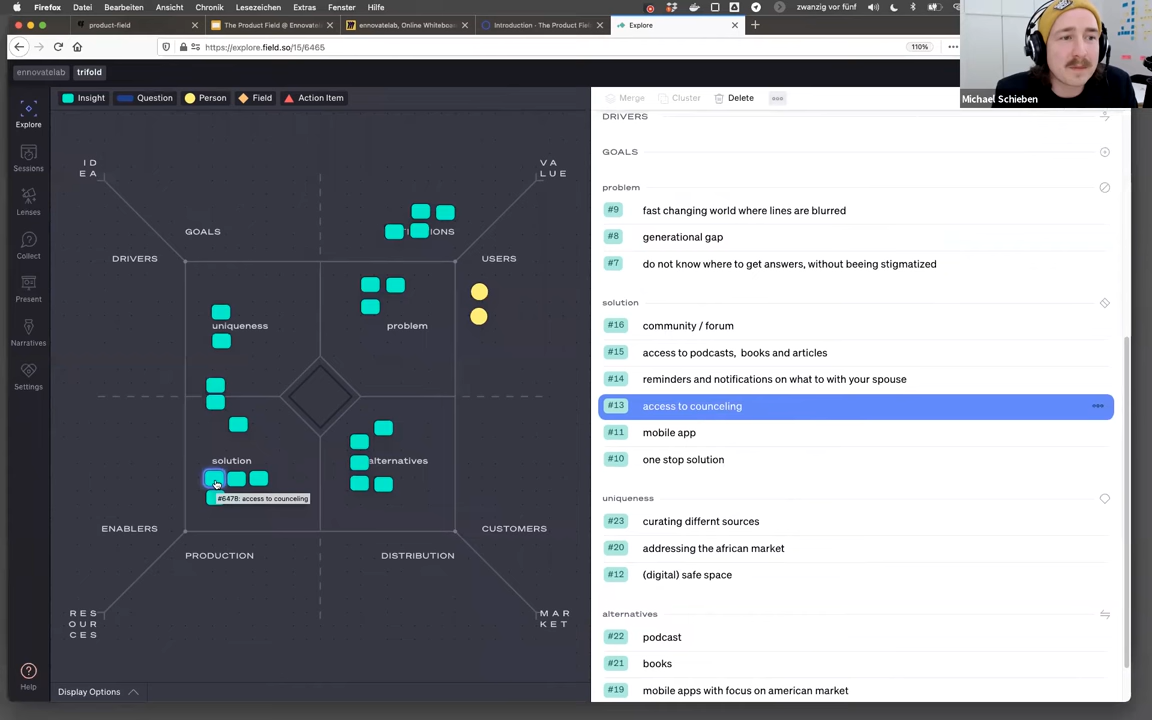 Firefox Datei Bearbeiten Ansicht Chronik Lesezeichen Extras Fenster Hilfe zwanzig vor fünf
product-field
The Product Field @ Ennovatel
ennovatelab, Online Whiteboard
Introduction - The Product Fiel
Explore
https://explore.field.so/15/6465
110%
Michael Schieben
ennovatelab trifold
Insight Question Person Field Action Item
Merge Cluster Delete
Explore
Sessions
Lenses
Collect
Present
Narratives
Settings
Help
ID
EA
VA
LUE
GOALS
IONS
DRIVERS
USERS
uniqueness
problem
solution
alternatives
#6478: access to counceling
ENABLERS
CUSTOMERS
PRODUCTION
DISTRIBUTION
RES
OUR
CES
MAR
KET
Display Options
DRIVERS
GOALS
problem
#9 fast changing world where lines are blurred
#8 generational gap
#7 do not know where to get answers, without beeing stigmatized
solution
#16 community / forum
#15 access to podcasts, books and articles
#14 reminders and notifications on what to with your spouse
#13 access to counceling
#11 mobile app
#10 one stop solution
uniqueness
#23 curating differnt sources
#20 addressing the african market
#12 (digital) safe space
alternatives
#22 podcast
#21 books
#19 mobile apps with focus on american market